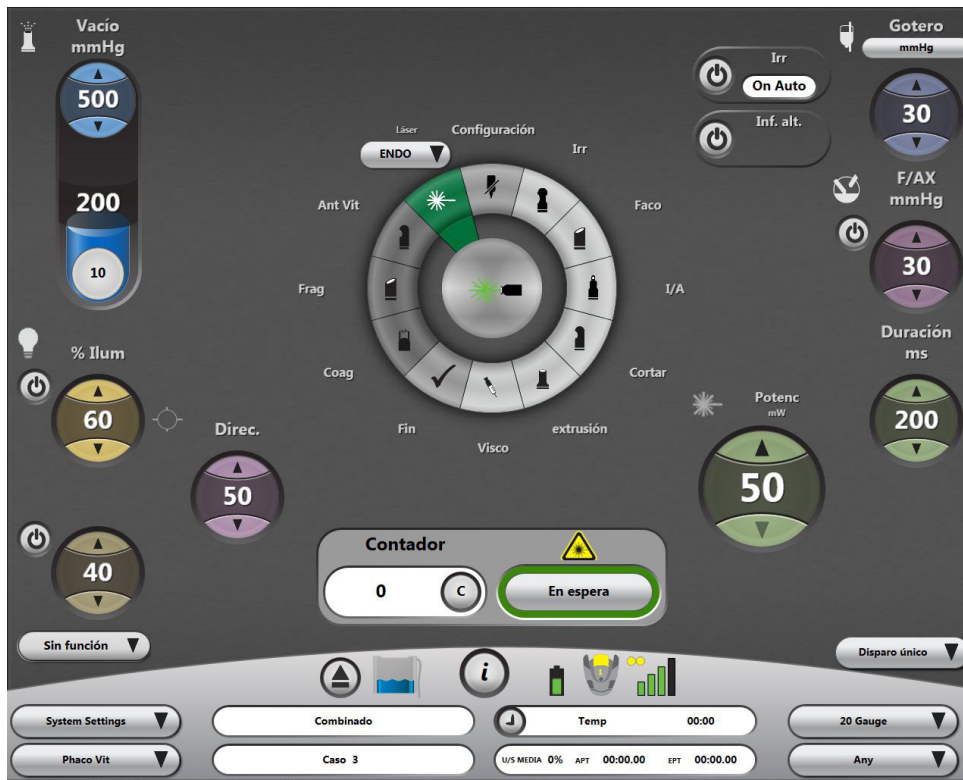 Vacío
mmHg
500
200
10
Gotero
mmHg
30
Irr
On Auto
Inf. alt.
F/AX
mmHg
30
Láser
ENDO
Configuración
Irr
Faco
I/A
Cortar
extrusión
Visco
Fin
Coag
Frag
Ant Vit
% Ilum
60
Direc.
50
40
Sin función
Duración
ms
200
Potenc
mW
50
Contador
0
C
En espera
Disparo único
i
1
System Settings
Combinado
Temp 00:00
20 Gauge
Phaco Vit
Caso 3
U/S MEDIA 0% APT 00:00.00 EPT 00:00.00
Any